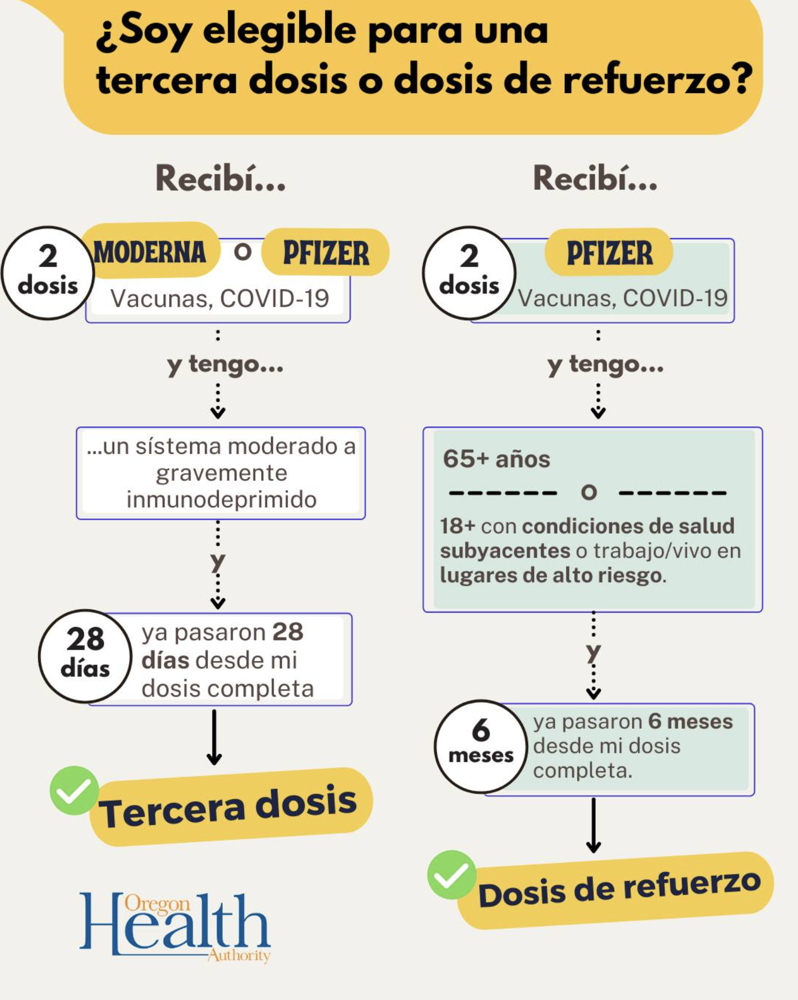 ¿Soy elegible para una
tercera dosis o dosis de refuerzo?
Recibí...
2
dosis
MODERNA o PFIZER
Vacunas, COVID-19
y tengo...
...un sístema moderado a
gravemente
inmunodeprimido
y
28
días
ya pasaron 28
días desde mi
dosis completa
Tercera dosis
Recibí...
2
dosis
PFIZER
Vacunas, COVID-19
y tengo...
65+ años
o
18+ con condiciones de salud
subyacentes o trabajo/vivo en
lugares de alto riesgo.
y
6
meses
ya pasaron 6 meses
desde mi dosis
completa.
Dosis de refuerzo
Oregon
Health
Authority